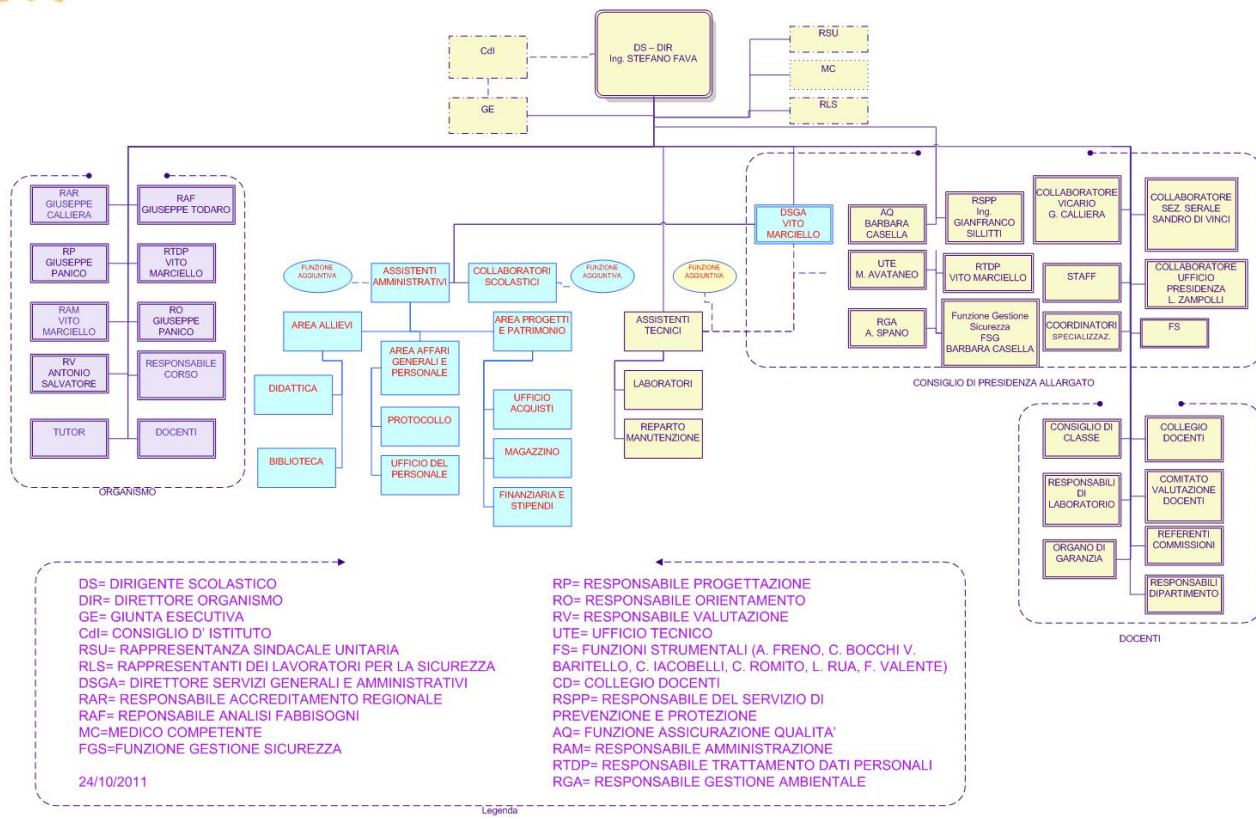 DS – DIR
Ing. STEFANO FAVA
CdI
GE
RSU
MC
RLS
RAR
GIUSEPPE
CALLIERA
RAF
GIUSEPPE TODARO
RP
GIUSEPPE
PANICO
RTDP
VITO
MARCIELLO
RAM
VITO
MARCIELLO
RO
GIUSEPPE
PANICO
RV
ANTONIO
SALVATORE
RESPONSABILE
CORSO
TUTOR
DOCENTI
ORGANISMO
FUNZIONE
AGGIUNTIVA
ASSISTENTI
AMMINISTRATIVI
COLLABORATORI
SCOLASTICI
FUNZIONE
AGGIUNTIVA
FUNZIONE
AGGIUNTIVA
AREA ALLIEVI
AREA AFFARI
GENERALI E
PERSONALE
AREA PROGETTI
E PATRIMONIO
DIDATTICA
BIBLIOTECA
PROTOCOLLO
UFFICIO DEL
PERSONALE
UFFICIO
ACQUISTI
MAGAZZINO
FINANZIARIA E
STIPENDI
ASSISTENTI
TECNICI
LABORATORI
REPARTO
MANUTENZIONE
DSGA
VITO
MARCIELLO
AQ
BARBARA
CASELLA
RSPP
Ing.
GIANFRANCO
SILLITTI
COLLABORATORE
VICARIO
G. CALLIERA
COLLABORATORE
SEZ. SERALE
SANDRO DI VINCI
UTE
M. AVATANEO
RTDP
VITO MARCIELLO
STAFF
COLLABORATORE
UFFICIO
PRESIDENZA
L. ZAMPOLLI
RGA
A. SPANO
Funzione Gestione
Sicurezza
FSG
BARBARA CASELLA
COORDINATORI
SPECIALIZZAZ.
FS
CONSIGLIO DI PRESIDENZA ALLARGATO
CONSIGLIO DI
CLASSE
COLLEGIO
DOCENTI
RESPONSABILI
DI
LABORATORIO
COMITATO
VALUTAZIONE
DOCENTI
ORGANO DI
GARANZIA
REFERENTI
COMMISSIONI
RESPONSABILI
DIPARTIMENTO
DOCENTI
DS= DIRIGENTE SCOLASTICO
DIR= DIRETTORE ORGANISMO
GE= GIUNTA ESECUTIVA
CdI= CONSIGLIO D' ISTITUTO
RSU= RAPPRESENTANZA SINDACALE UNITARIA
RLS= RAPPRESENTANTI DEI LAVORATORI PER LA SICUREZZA
DSGA= DIRETTORE SERVIZI GENERALI E AMMINISTRATIVI
RAR= RESPONSABILE ACCREDITAMENTO REGIONALE
RAF= REPONSABILE ANALISI FABBISOGNI
MC=MEDICO COMPETENTE
FGS=FUNZIONE GESTIONE SICUREZZA
24/10/2011
RP= RESPONSABILE PROGETTAZIONE
RO= RESPONSABILE ORIENTAMENTO
RV= RESPONSABILE VALUTAZIONE
UTE= UFFICIO TECNICO
FS= FUNZIONI STRUMENTALI (A. FRENO, C. BOCCHI V.
BARITELLO, C. IACOBELLI, C. ROMITO, L. RUA, F. VALENTE)
CD= COLLEGIO DOCENTI
RSPP= RESPONSABILE DEL SERVIZIO DI
PREVENZIONE E PROTEZIONE
AQ= FUNZIONE ASSICURAZIONE QUALITA'
RAM= RESPONSABILE AMMINISTRAZIONE
RTDP= RESPONSABILE TRATTAMENTO DATI PERSONALI
RGA= RESPONSABILE GESTIONE AMBIENTALE
Legenda